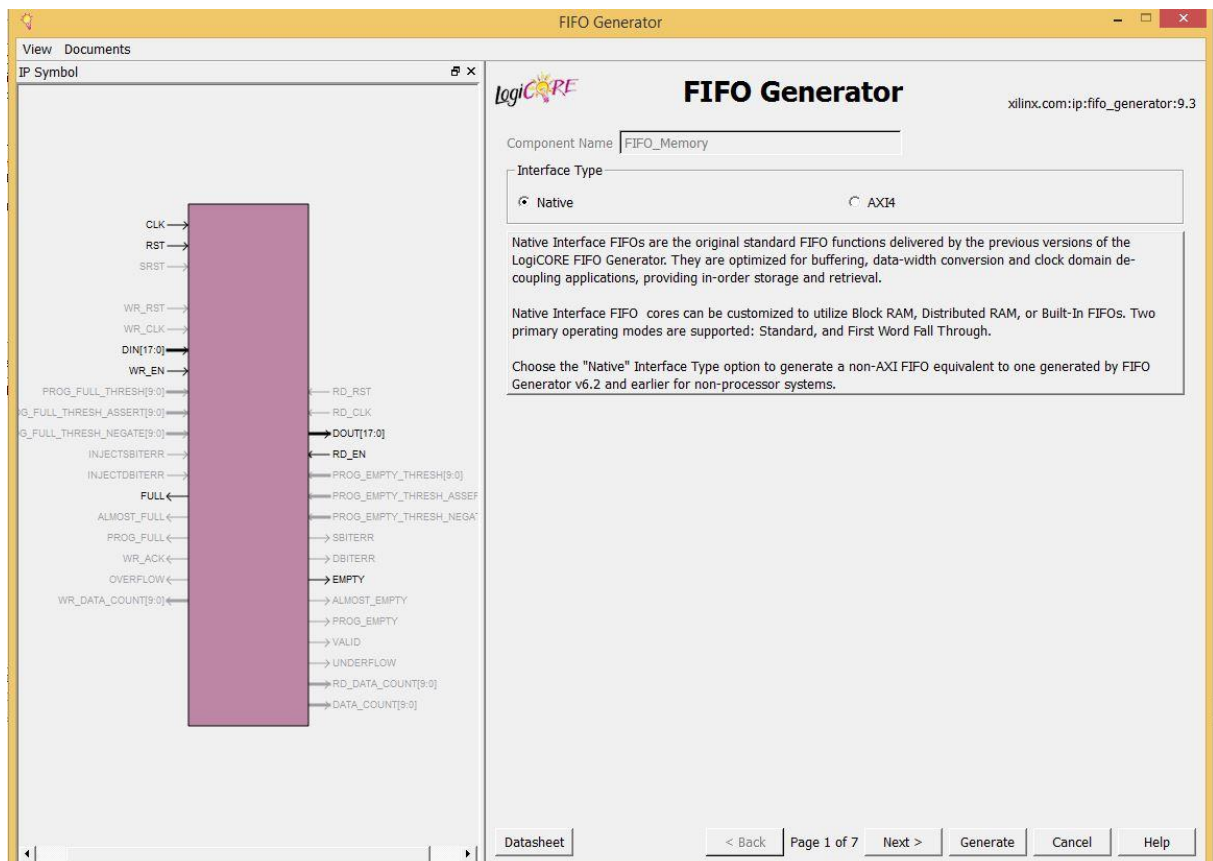 FIFO Generator
View Documents
IP Symbol
CLK
RST
SRST
WR_RST
WR_CLK
DIN[17:0]
WR_EN
PROG_FULL_THRESH[9:0]
G_FULL_THRESH_ASSERT[9:0]
G_FULL_THRESH_NEGATE[9:0]
INJECTSBITERR
INJECTDBITERR
FULL
ALMOST_FULL
PROG_FULL
WR_ACK
OVERFLOW
WR_DATA_COUNT[9:0]
RD_RST
RD_CLK
DOUT[17:0]
RD_EN
PROG_EMPTY_THRESH[9:0]
PROG_EMPTY_THRESH_ASSER
PROG_EMPTY_THRESH_NEGA
SBITERR
DBITERR
EMPTY
ALMOST_EMPTY
PROG_EMPTY
VALID
UNDERFLOW
RD_DATA_COUNT[9:0]
DATA_COUNT[9:0]
logiCORE
FIFO Generator
xilinx.com:ip:fifo_generator:9.3
Component Name FIFO_Memory
Interface Type
Native AXI4
Native Interface FIFOs are the original standard FIFO functions delivered by the previous versions of the
LogiCORE FIFO Generator. They are optimized for buffering, data-width conversion and clock domain de-
coupling applications, providing in-order storage and retrieval.
Native Interface FIFO cores can be customized to utilize Block RAM, Distributed RAM, or Built-In FIFOs. Two
primary operating modes are supported: Standard, and First Word Fall Through.
Choose the "Native" Interface Type option to generate a non-AXI FIFO equivalent to one generated by FIFO
Generator v6.2 and earlier for non-processor systems.
Datasheet < Back Page 1 of 7 Next > Generate Cancel Help